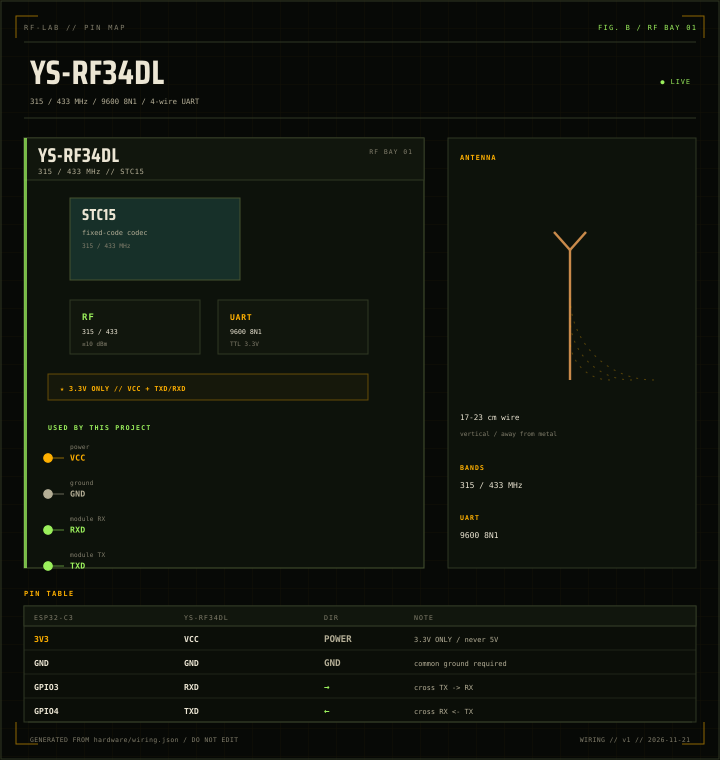 RF-LAB // PIN MAP
FIG. B / RF BAY 01
YS-RF34DL
● LIVE
315 / 433 MHz / 9600 8N1 / 4-wire UART
YS-RF34DL
RF BAY 01
315 / 433 MHz // STC15
STC15
fixed-code codec
315 / 433 MHz
RF
315 / 433
±10 dBm
UART
9600 8N1
TTL 3.3V
★ 3.3V ONLY // VCC + TXD/RXD
USED BY THIS PROJECT
power
VCC
ground
GND
module RX
RXD
module TX
TXD
ANTENNA
17-23 cm wire
vertical / away from metal
BANDS
315 / 433 MHz
UART
9600 8N1
PIN TABLE
ESP32-C3 YS-RF34DL DIR NOTE
3V3 VCC POWER 3.3V ONLY / never 5V
GND GND GND common ground required
GPIO3 RXD → cross TX -> RX
GPIO4 TXD ← cross RX <- TX
GENERATED FROM hardware/wiring.json / DO NOT EDIT
WIRING // v1 // 2026-11-21